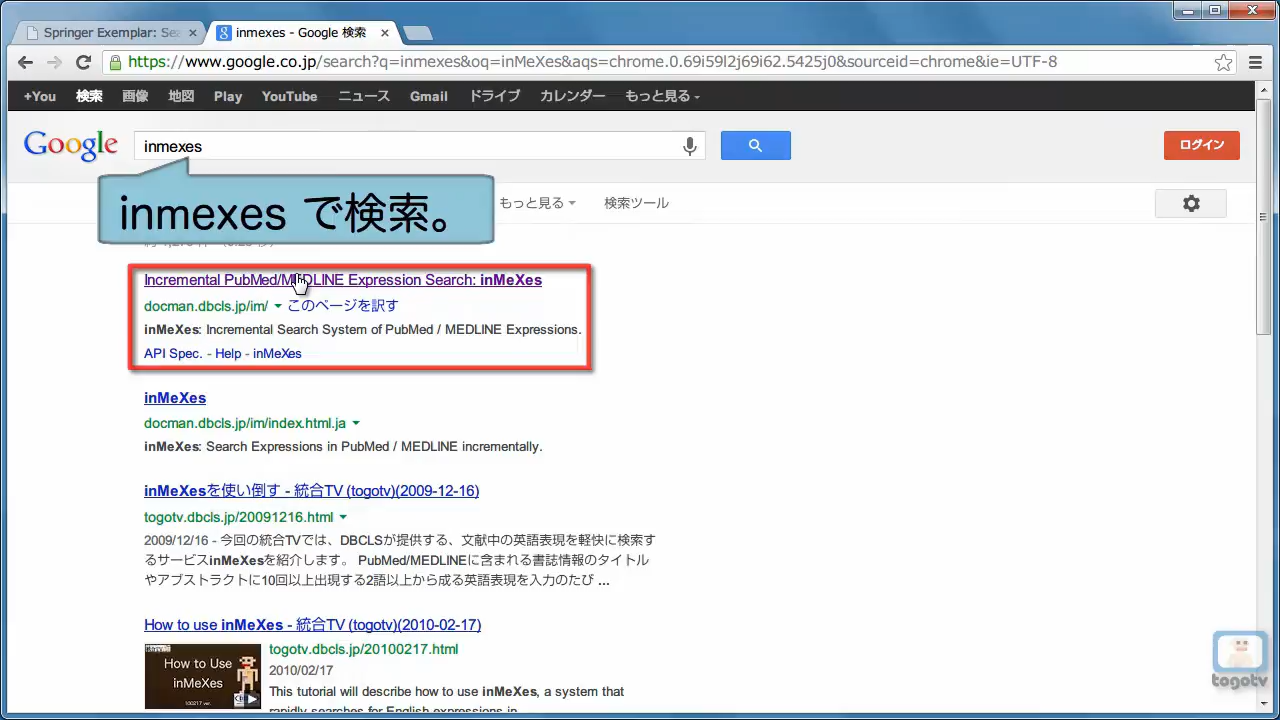 Springer Exemplar: Se
inmexes - Google 検索
https://www.google.co.jp/search?q=inmexes&oq=inMeXes&aqs=chrome.0.69i59l2j69i62.5425j0&sourceid=chrome&ie=UTF-8
+You 検索 画像 地図 Play YouTube ニュース Gmail ドライブ カレンダー もっと見る
Google
inmexes
ログイン
inmexes で検索。
もっと見る 検索ツール
Incremental PubMed/MEDLINE Expression Search: inMeXes
docman.dbcls.jp/im/ このページを訳す
inMeXes: Incremental Search System of PubMed / MEDLINE Expressions.
API Spec. - Help - inMeXes
inMeXes
docman.dbcls.jp/im/index.html.ja
inMeXes: Search Expressions in PubMed / MEDLINE incrementally.
inMeXesを使い倒す - 統合TV (togotv)(2009-12-16)
togotv.dbcls.jp/20091216.html
2009/12/16 - 今回の統合TVでは、DBCLSが提供する、文献中の英語表現を軽快に検索す
るサービスinMeXesを紹介します。 PubMed/MEDLINEに含まれる書誌情報のタイトル
やアブストラクトに10回以上出現する2語以上から成る英語表現を入力のたび ...
How to use inMeXes - 統合TV (togotv)(2010-02-17)
togotv.dbcls.jp/20100217.html
2010/02/17
This tutorial will describe how to use inMeXes, a system that
rapidly searches for English expressions in
How to Use
inMeXes
100217 ver.
togotv